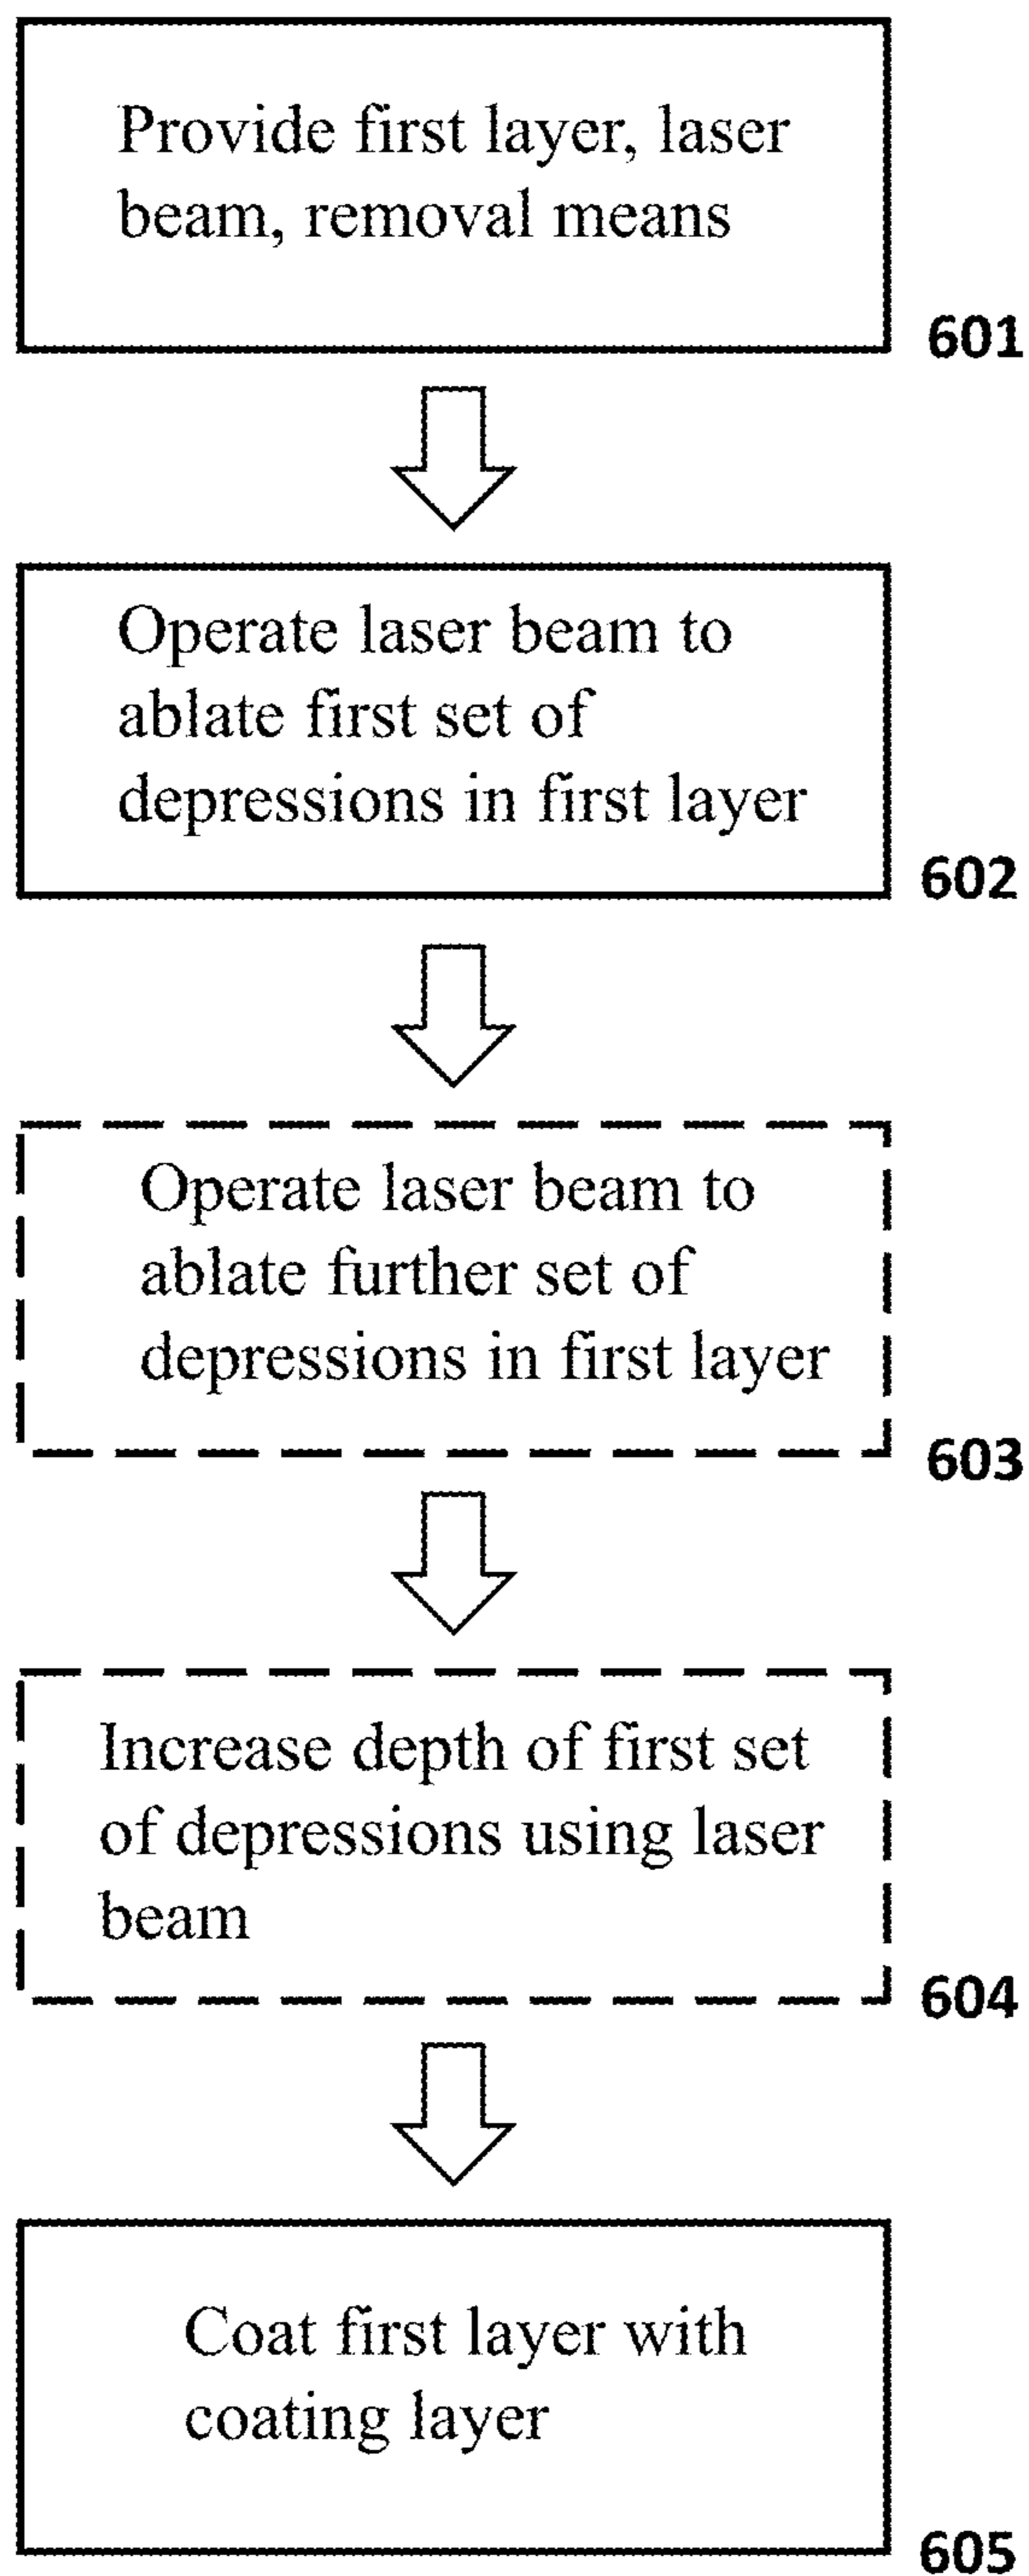 Provide first layer, laser
beam, removal means
601
Operate laser beam to
ablate first set of
depressions in first layer
602
Operate laser beam to
ablate further set of
depressions in first layer
603
Increase depth of first set
of depressions using laser
beam
604
Coat first layer with
coating layer
605